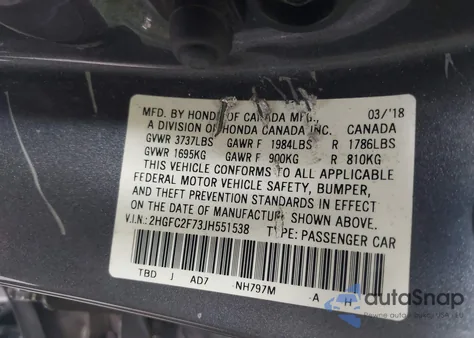 MFD. BY HONDA OF CANADA MFG., 03/'18
A DIVISION OF HONDA CANADA INC. CANADA
GVWR 3737LBS GAWR F 1984LBS R 1786LBS
GVWR 1695KG GAWR F 900KG R 810KG
THIS VEHICLE CONFORMS TO ALL APPLICABLE
FEDERAL MOTOR VEHICLE SAFETY, BUMPER,
AND THEFT PREVENTION STANDARDS IN EFFECT
ON THE DATE OF MANUFACTURE SHOWN ABOVE.
V.I.N.: 2HGFC2F73JH551538 TYPE: PASSENGER CAR
TBD J AD7 NH797M A H
autoSnap